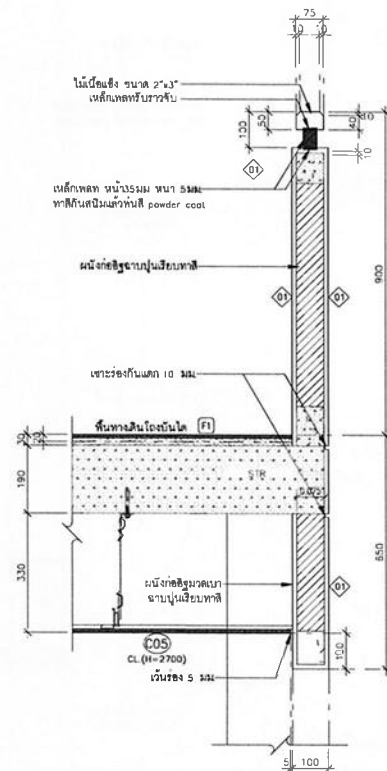 75
10
10
ไม้เนื้อแข็ง ขนาด 2"x3"
เหล็กเพลทรับราวจับ
100
50
40
10
10
01
เหล็กเพลท หน้า35มม หนา 5มม.
ทาสีกันสนิมแล้วพ่นสี powder coat
ผนังก่ออิฐฉาบปูนเรียบทาสี
01
01
900
เซาะร่องกันแตก 10 มม.
พื้นทางเดินโถงบันได F1
30
20
190
STR
330
650
ผนังก่ออิฐมวลเบา
ฉาบปูนเรียบทาสี
01
C05
CL.(H=2700)
เว้นร่อง 5 มม.
100
5
100